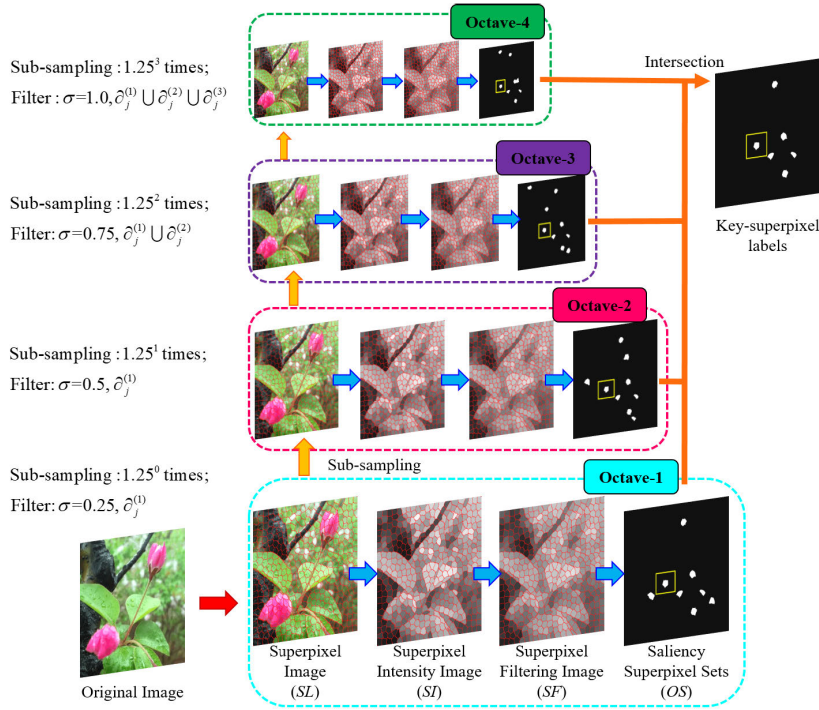 Octave-4
Sub-sampling :1.25³ times;
Filter : σ=1.0, ∂ⱼ⁽¹⁾ ⋃ ∂ⱼ⁽²⁾ ⋃ ∂ⱼ⁽³⁾
Intersection
Octave-3
Sub-sampling :1.25² times;
Filter: σ=0.75, ∂ⱼ⁽¹⁾ ⋃ ∂ⱼ⁽²⁾
Key-superpixel
labels
Octave-2
Sub-sampling :1.25¹ times;
Filter: σ=0.5, ∂ⱼ⁽¹⁾
Sub-sampling
Sub-sampling :1.25⁰ times;
Filter: σ=0.25, ∂ⱼ⁽¹⁾
Octave-1
Original Image
Superpixel
Image
(SL)
Superpixel
Intensity Image
(SI)
Superpixel
Filtering Image
(SF)
Saliency
Superpixel Sets
(OS)